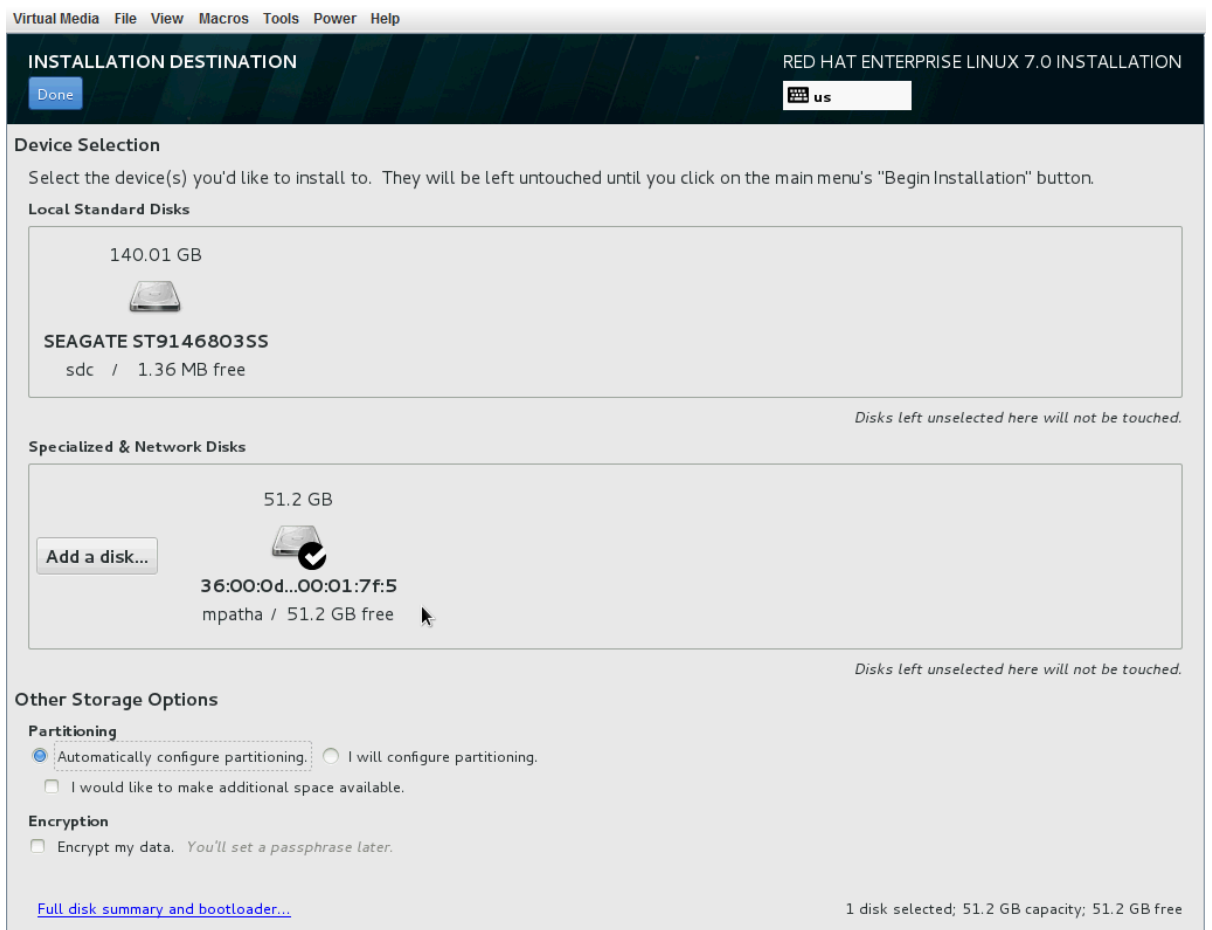 Virtual Media File View Macros Tools Power Help
INSTALLATION DESTINATION
RED HAT ENTERPRISE LINUX 7.0 INSTALLATION
Done
us
Device Selection
Select the device(s) you'd like to install to. They will be left untouched until you click on the main menu's "Begin Installation" button.
Local Standard Disks
140.01 GB
SEAGATE ST9146803SS
sdc / 1.36 MB free
Disks left unselected here will not be touched.
Specialized & Network Disks
51.2 GB
Add a disk...
36:00:0d...00:01:7f:5
mpatha / 51.2 GB free
Disks left unselected here will not be touched.
Other Storage Options
Partitioning
Automatically configure partitioning. I will configure partitioning.
I would like to make additional space available.
Encryption
Encrypt my data. You'll set a passphrase later.
Full disk summary and bootloader...
1 disk selected; 51.2 GB capacity; 51.2 GB free